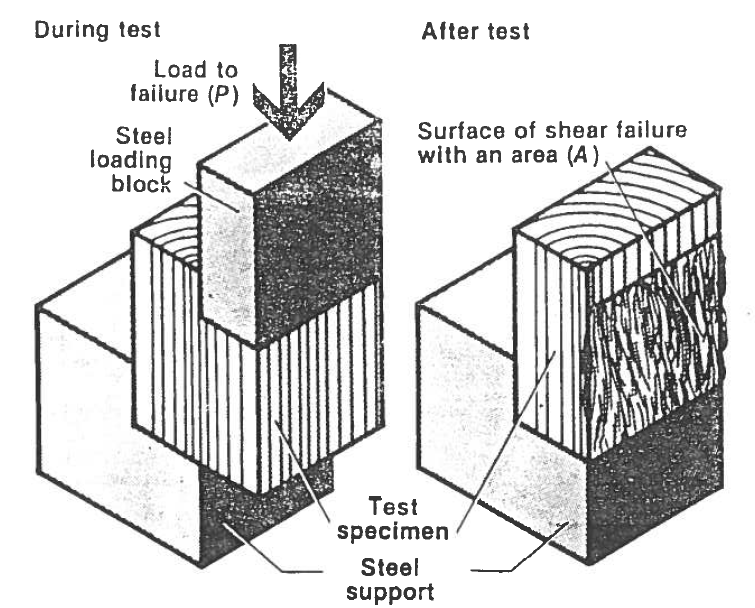 During test
Load to
failure (P)
Steel
loading
block
After test
Surface of shear failure
with an area (A)
Test
specimen
Steel
support